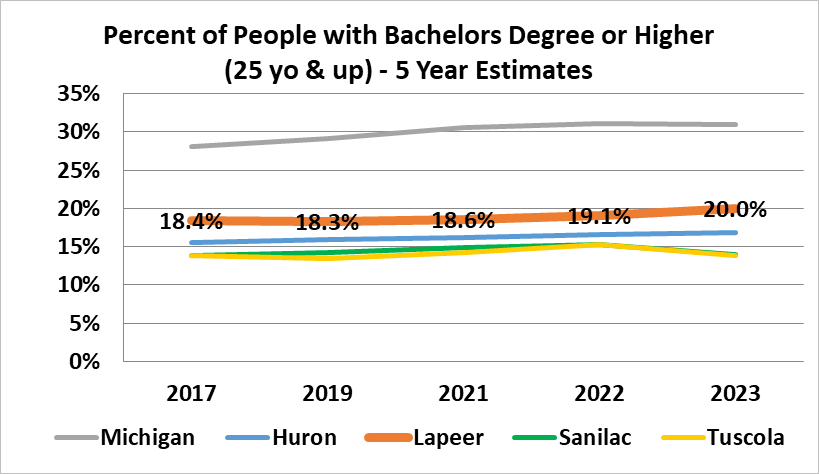 Percent of People with Bachelors Degree or Higher
(25 yo & up) - 5 Year Estimates
35%
30%
25%
20%
15%
10%
5%
0%
18.4% 18.3% 18.6% 19.1% 20.0%
2017 2019 2021 2022 2023
Michigan Huron Lapeer Sanilac Tuscola